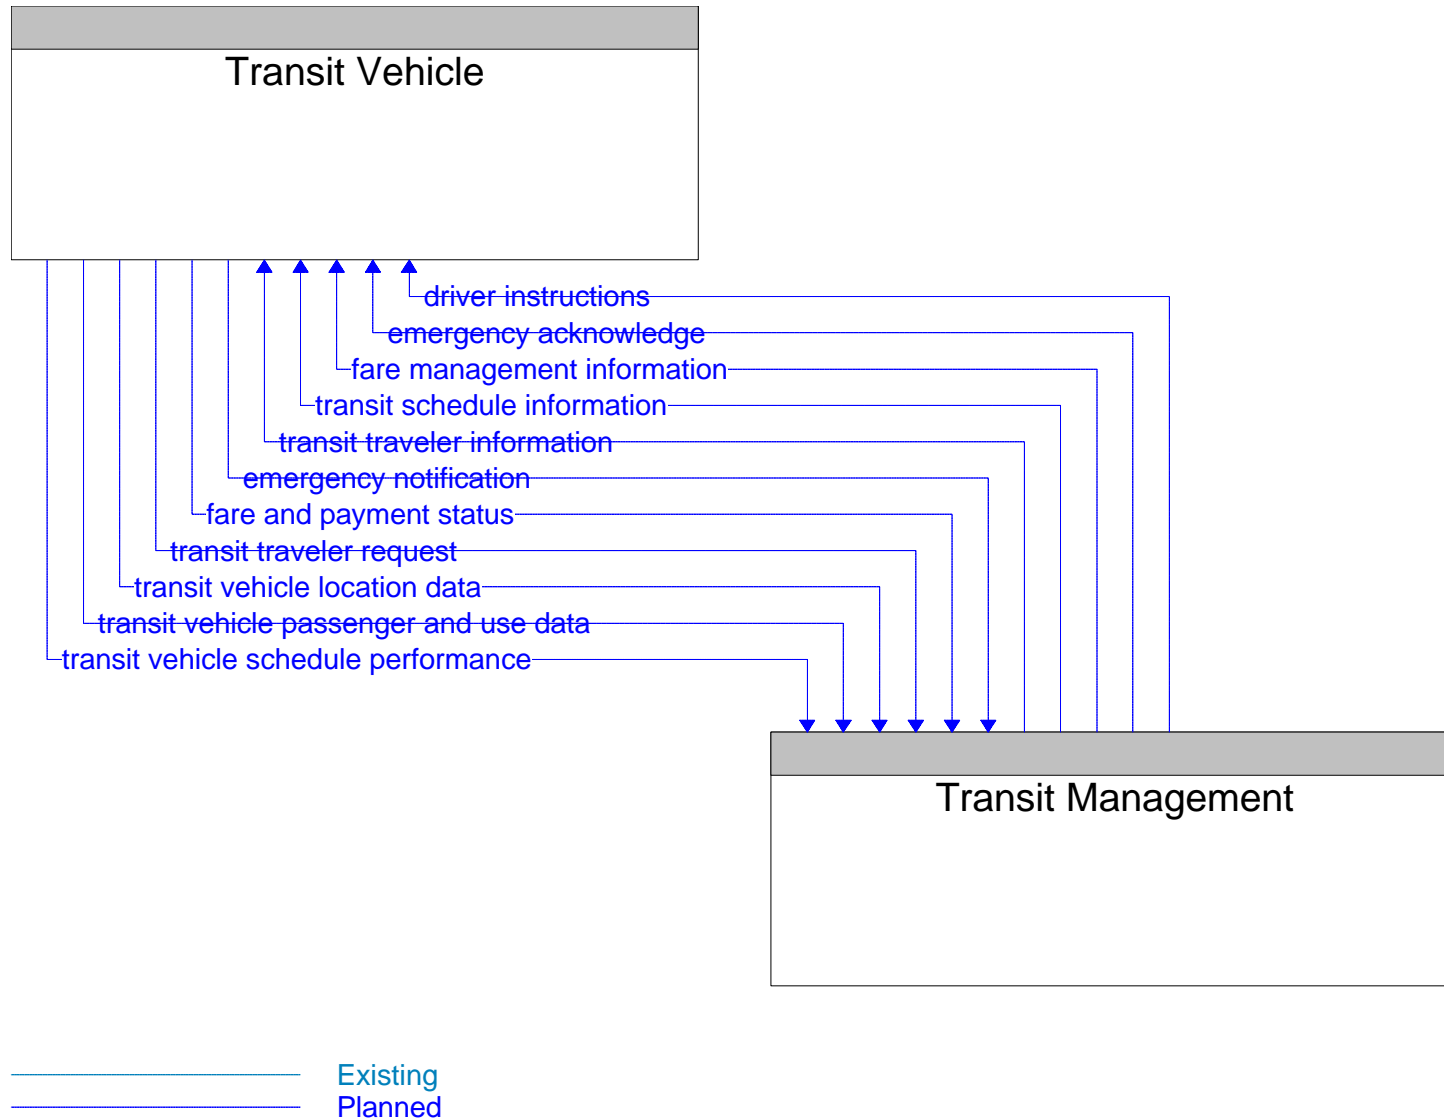 Transit Vehicle
driver instructions
emergency acknowledge
fare management information
transit schedule information
transit traveler information
emergency notification
fare and payment status
transit traveler request
transit vehicle location data
transit vehicle passenger and use data
transit vehicle schedule performance
Transit Management
Existing
Planned